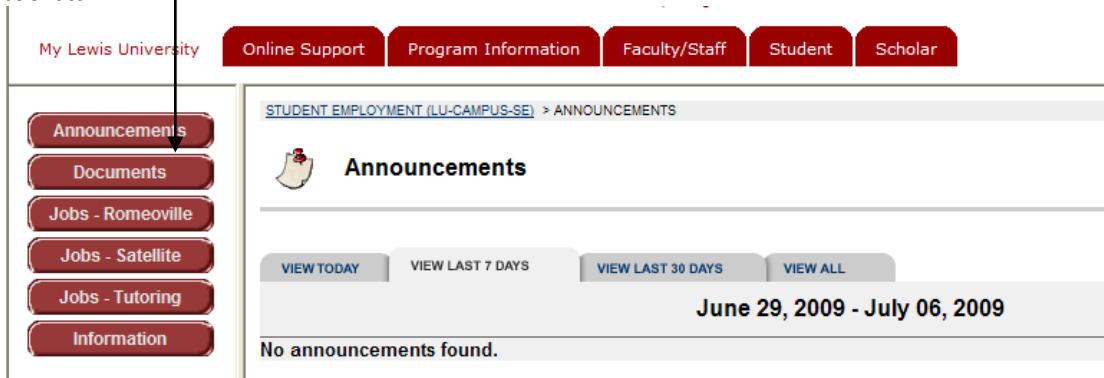 My Lewis University Online Support Program Information Faculty/Staff Student Scholar
STUDENT EMPLOYMENT (LU-CAMPUS-SE) > ANNOUNCEMENTS
Announcements
Announcements
Documents
Jobs - Romeoville
Jobs - Satellite
Jobs - Tutoring
Information
VIEW TODAY VIEW LAST 7 DAYS VIEW LAST 30 DAYS VIEW ALL
June 29, 2009 - July 06, 2009
No announcements found.